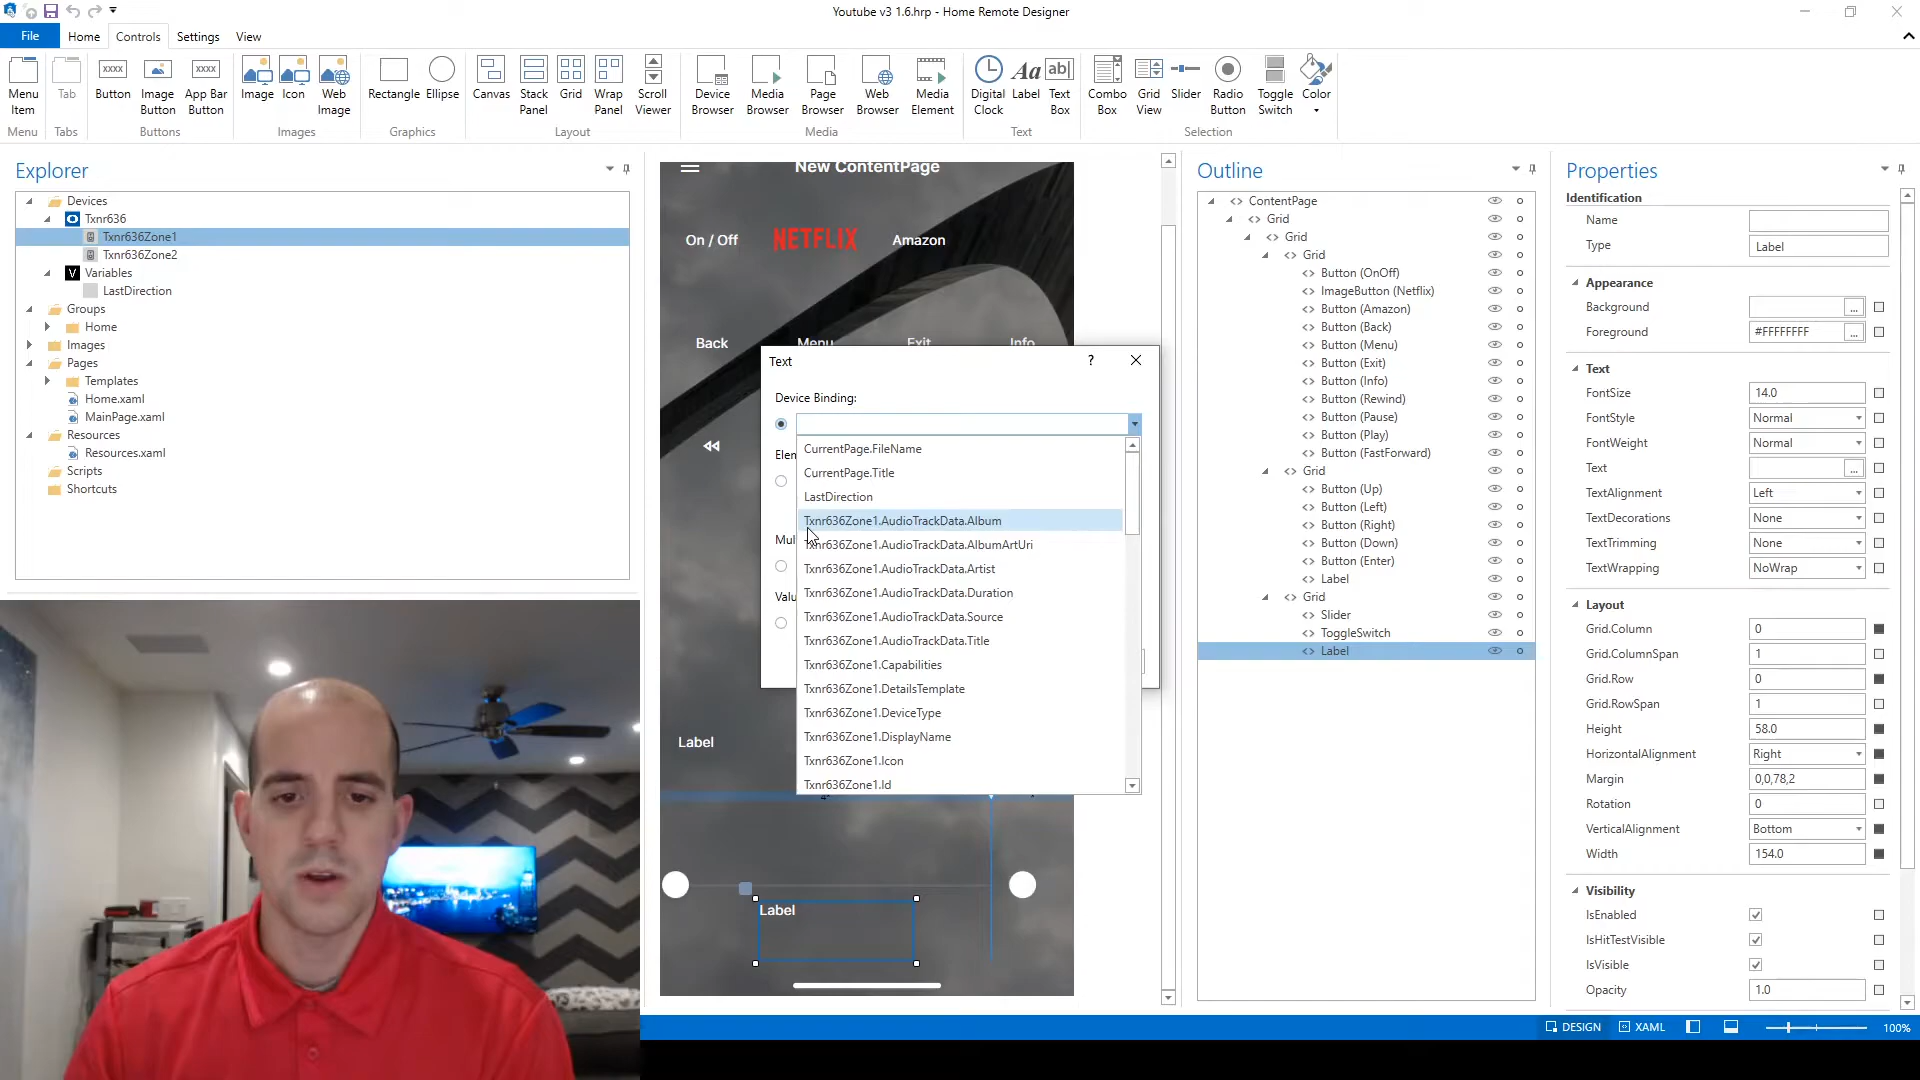 Youtube v3 1.6.hrp - Home Remote Designer
File Home Controls Settings View
Menu Item
Tab
xxxx Button
Image Button
xxxx App Bar Button
Image
Icon
Web Image
Rectangle
Ellipse
Canvas
Stack Panel
Grid
Wrap Panel
Scroll Viewer
Device Browser
Media Browser
Page Browser
Web Browser
Media Element
Digital Clock
Aa Label
ab Text Box
Combo Box
Grid View
Slider
Radio Button
Toggle Switch
Color
Menu Tabs Buttons Images Graphics Layout Media Text Selection
Explorer
Devices
Txnr636
Txnr636Zone1
Txnr636Zone2
V Variables
LastDirection
Groups
Home
Images
Pages
Templates
Home.xaml
MainPage.xaml
Resources
Resources.xaml
Scripts
Shortcuts
New ContentPage
On / Off NETFLIX Amazon
Back Menu Exit Info
Text ?
Device Binding:
CurrentPage.FileName
CurrentPage.Title
LastDirection
Txnr636Zone1.AudioTrackData.Album
Txnr636Zone1.AudioTrackData.AlbumArtUri
Txnr636Zone1.AudioTrackData.Artist
Txnr636Zone1.AudioTrackData.Duration
Txnr636Zone1.AudioTrackData.Source
Txnr636Zone1.AudioTrackData.Title
Txnr636Zone1.Capabilities
Txnr636Zone1.DetailsTemplate
Txnr636Zone1.DeviceType
Txnr636Zone1.DisplayName
Txnr636Zone1.Icon
Txnr636Zone1.Id
Elen
Mul
Valu
Label
Label
Outline
ContentPage
Grid
Grid
Grid
Button (OnOff)
ImageButton (Netflix)
Button (Amazon)
Button (Back)
Button (Menu)
Button (Exit)
Button (Info)
Button (Rewind)
Button (Pause)
Button (Play)
Button (FastForward)
Grid
Button (Up)
Button (Left)
Button (Right)
Button (Down)
Button (Enter)
Label
Grid
Slider
ToggleSwitch
Label
Properties
Identification
Name
Type Label
Appearance
Background ...
Foreground #FFFFFFFF ...
Text
FontSize 14.0
FontStyle Normal
FontWeight Normal
Text ...
TextAlignment Left
TextDecorations None
TextTrimming None
TextWrapping NoWrap
Layout
Grid.Column 0
Grid.ColumnSpan 1
Grid.Row 0
Grid.RowSpan 1
Height 58.0
HorizontalAlignment Right
Margin 0,0,78,2
Rotation 0
VerticalAlignment Bottom
Width 154.0
Visibility
IsEnabled
IsHitTestVisible
IsVisible
Opacity 1.0
DESIGN XAML 100%